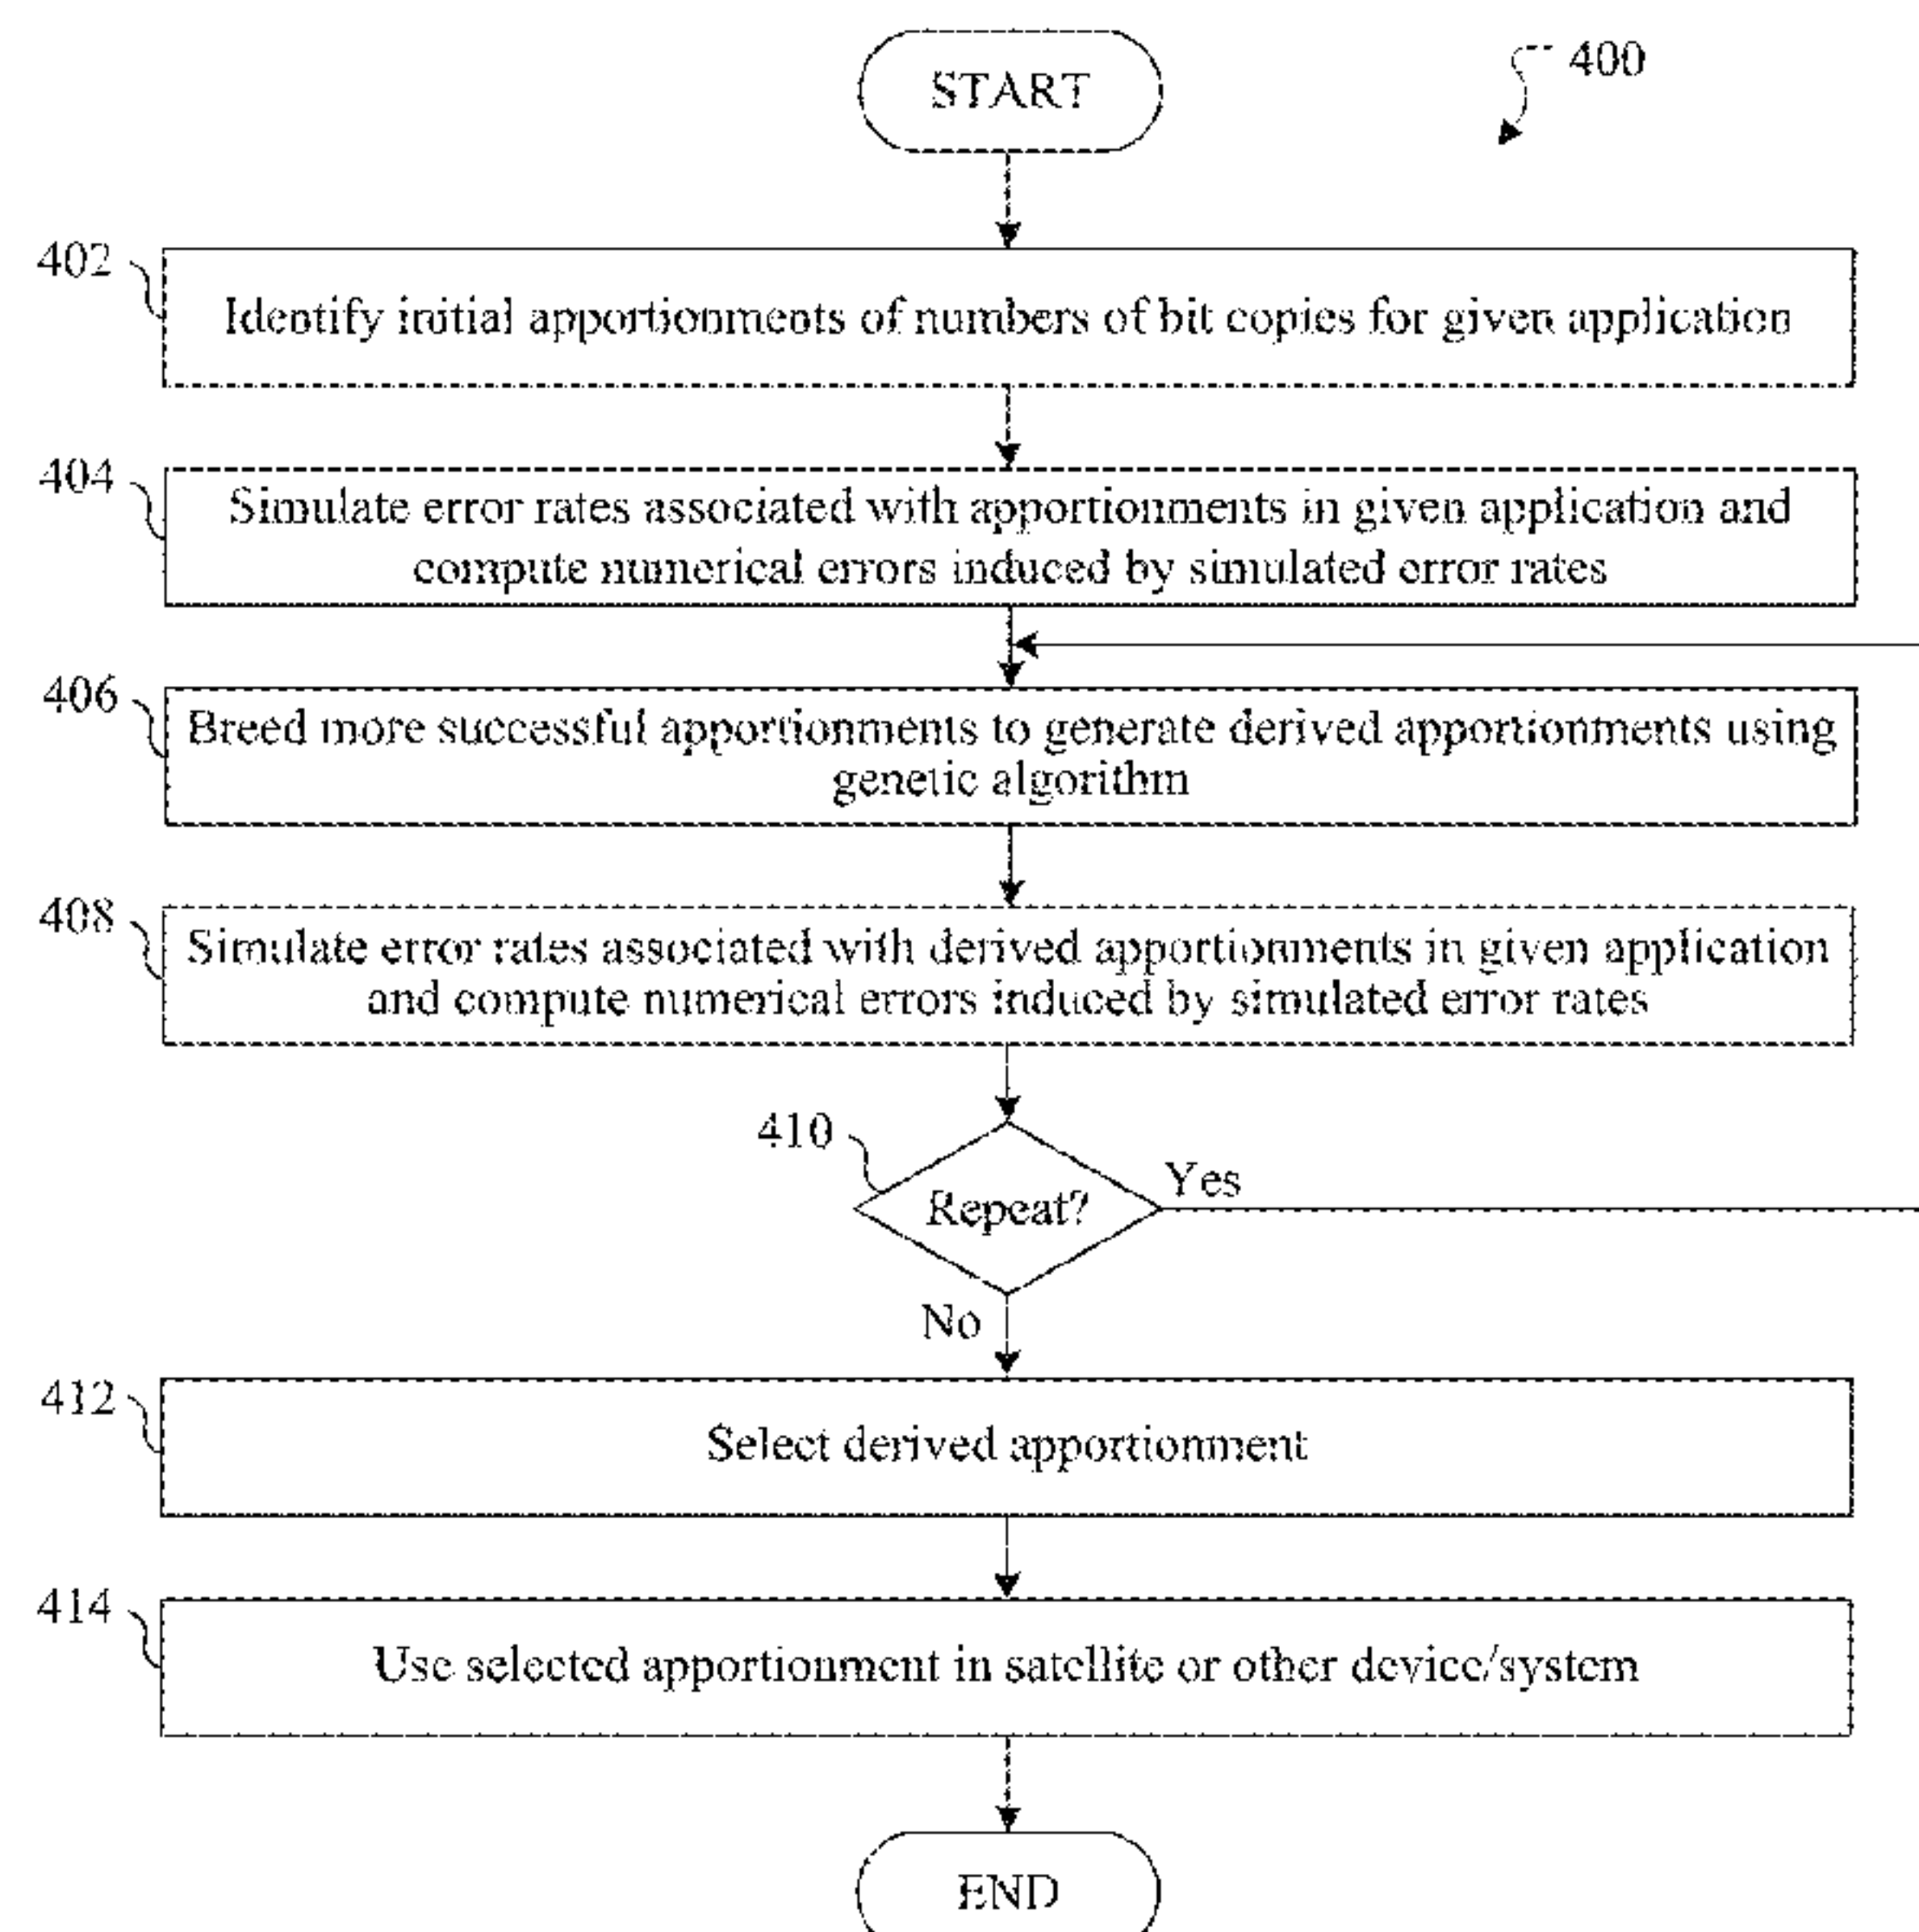 START
400
402
Identify initial apportionments of numbers of bit copies for given application
404
Simulate error rates associated with apportionments in given application and
compute numerical errors induced by simulated error rates
406
Breed more successful apportionments to generate derived apportionments using
genetic algorithm
408
Simulate error rates associated with derived apportionments in given application
and compute numerical errors induced by simulated error rates
410
Repeat?
Yes
No
412
Select derived apportionment
414
Use selected apportionment in satellite or other device/system
END